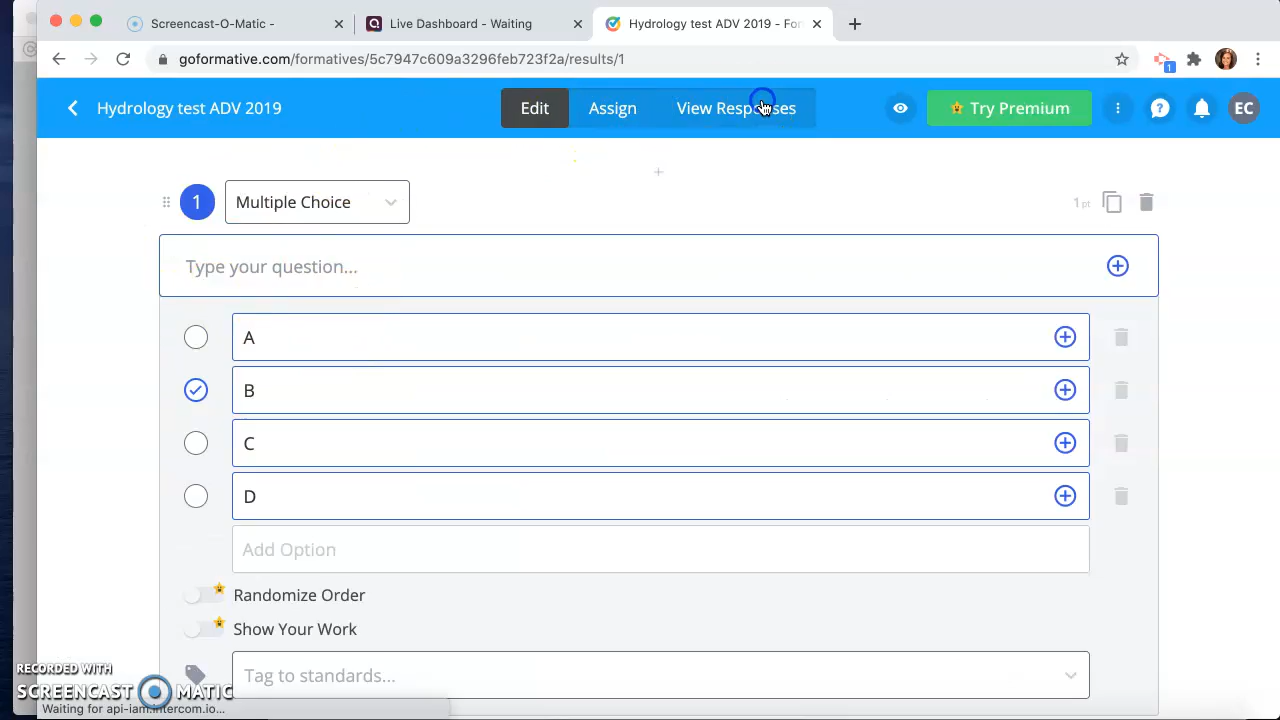 Screencast-O-Matic -
Live Dashboard - Waiting
Hydrology test ADV 2019 - For
goformative.com/formatives/5c7947c609a3296feb723f2a/results/1
1
Hydrology test ADV 2019
Edit
Assign
View Responses
Try Premium
EC
1
Multiple Choice
1 pt
Type your question...
A
B
C
D
Add Option
Randomize Order
Show Your Work
Tag to standards...
RECORDED WITH
SCREENCAST MATIC
Waiting for api-iam.intercom.io...